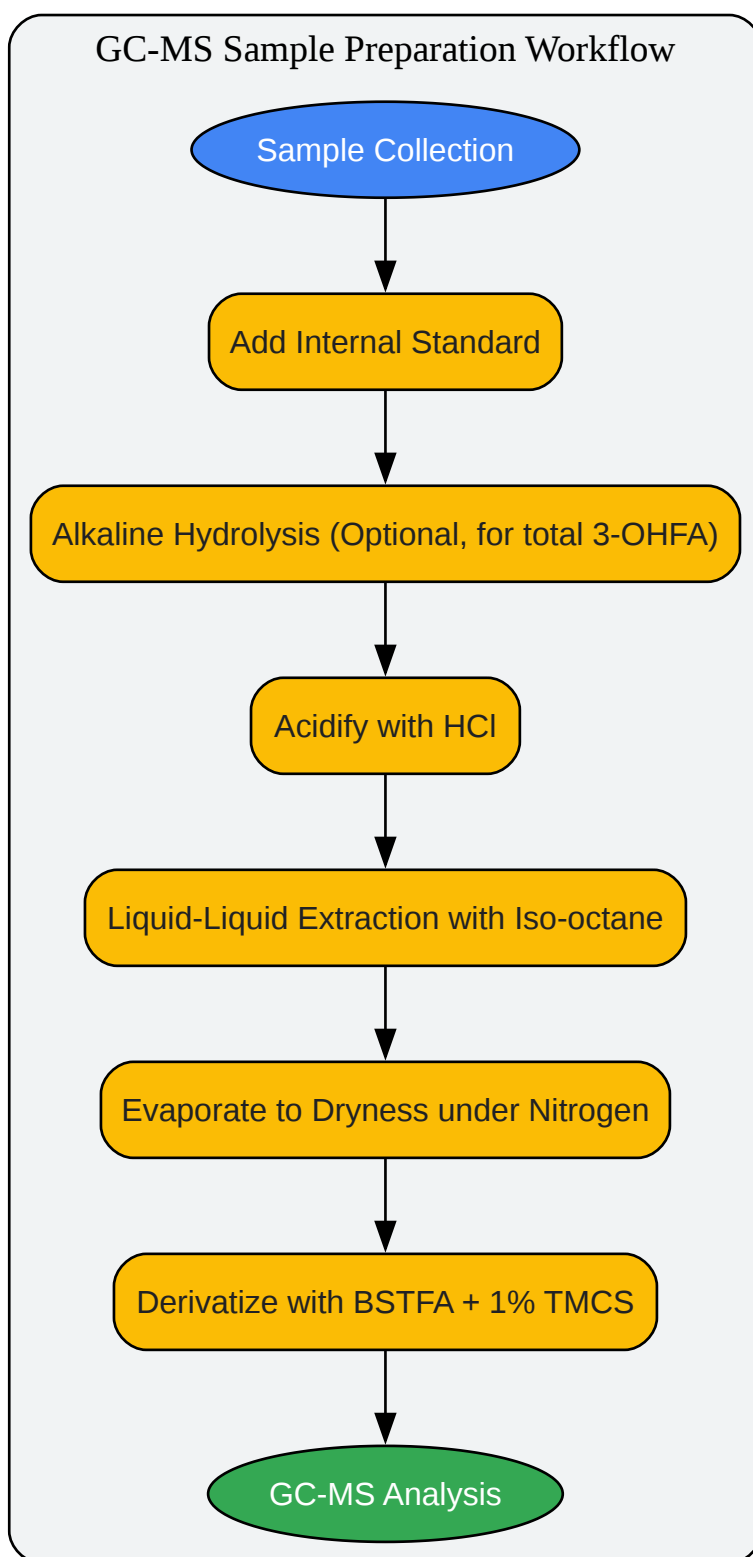 GC-MS Sample Preparation Workflow
Sample Collection
Add Internal Standard
Alkaline Hydrolysis (Optional, for total 3-OHFA)
Acidify with HCl
Liquid-Liquid Extraction with Iso-octane
Evaporate to Dryness under Nitrogen
Derivatize with BSTFA + 1% TMCS
GC-MS Analysis